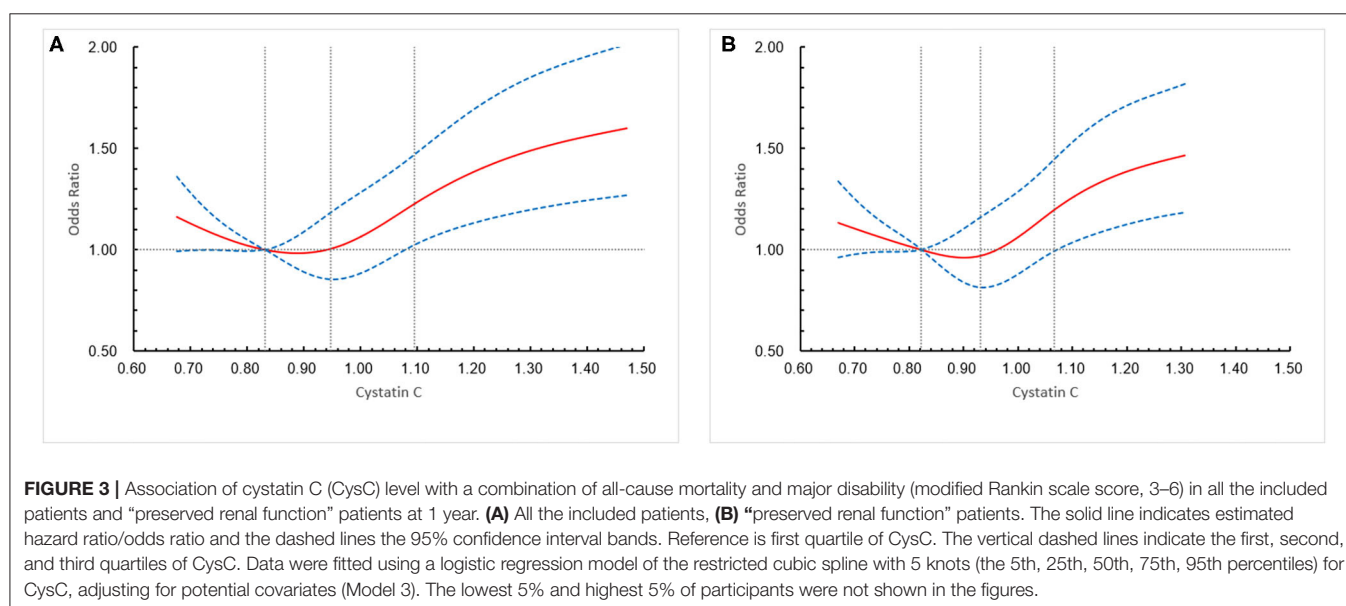 A
2.00
1.50
1.00
0.50
Odds Ratio
0.60 0.70 0.80 0.90 1.00 1.10 1.20 1.30 1.40 1.50
Cystatin C
B
2.00
1.50
1.00
0.50
Odds Ratio
0.60 0.70 0.80 0.90 1.00 1.10 1.20 1.30 1.40 1.50
Cystatin C
FIGURE 3 | Association of cystatin C (CysC) level with a combination of all-cause mortality and major disability (modified Rankin scale score, 3–6) in all the included
patients and “preserved renal function” patients at 1 year. (A) All the included patients, (B) “preserved renal function” patients. The solid line indicates estimated
hazard ratio/odds ratio and the dashed lines the 95% confidence interval bands. Reference is first quartile of CysC. The vertical dashed lines indicate the first, second,
and third quartiles of CysC. Data were fitted using a logistic regression model of the restricted cubic spline with 5 knots (the 5th, 25th, 50th, 75th, 95th percentiles) for
CysC, adjusting for potential covariates (Model 3). The lowest 5% and highest 5% of participants were not shown in the figures.